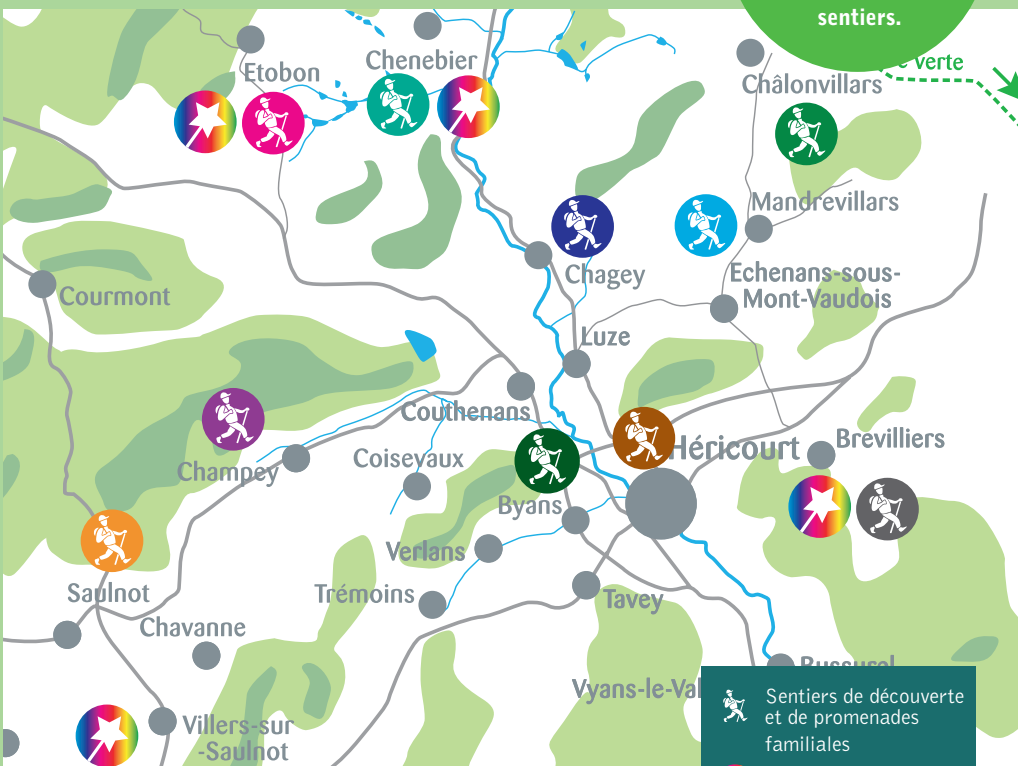 sentiers.
verte
Chenebier
Etobon
Châlonvillars
Mandrevillars
Chagey
Echenans-sous-
Mont-Vaudois
Courmont
Luze
Couthenans
Héricourt
Brevilliers
Champey
Coisevaux
Byans
Verlans
Saulnot
Trémoins
Tavey
Chavanne
Vyans-le-Val
Villers-sur
-Saulnot
Sentiers de découverte
et de promenades
familiales